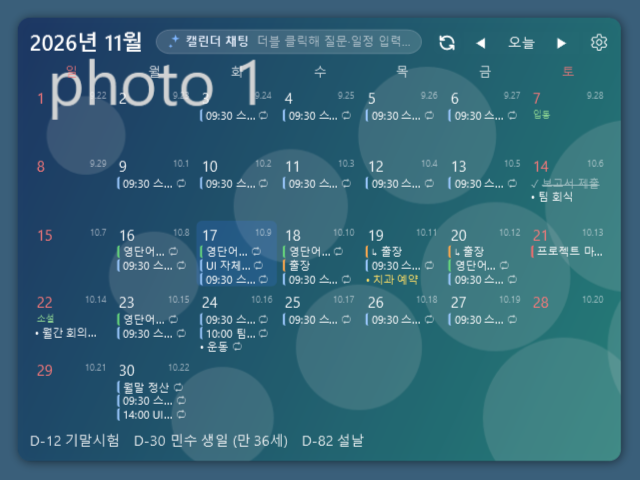 2026년 11월 캘린더 채팅 더블 클릭해 질문·일정 입력... 오늘
photo 1
일 월 화 수 목 금 토
1 9.22 2 9.23 3 9.24 4 9.25 5 9.26 6 9.27 7 9.28
09:30 스... 09:30 스... 09:30 스... 09:30 스... 입동
8 9.29 9 10.1 10 10.2 11 10.3 12 10.4 13 10.5 14 10.6
09:30 스... 09:30 스... 09:30 스... 09:30 스... 09:30 스... ✓ 보고서 제출
• 팀 회식
15 10.7 16 10.8 17 10.9 18 10.10 19 10.11 20 10.12 21 10.13
영단어... 영단어... 영단어... ↳ 출장 ↳ 출장 프로젝트 마...
09:30 스... UI 자체... 출장 09:30 스... 영단어...
09:30 스... 09:30 스... • 치과 예약 09:30 스...
22 10.14 23 10.15 24 10.16 25 10.17 26 10.18 27 10.19 28 10.20
소설 영단어... 09:30 스... 09:30 스... 09:30 스... 09:30 스...
• 월간 회의... 09:30 스... 10:00 팀...
• 운동
29 10.21 30 10.22
월말 정산
09:30 스...
14:00 UI...
D-12 기말시험 D-30 민수 생일 (만 36세) D-82 설날